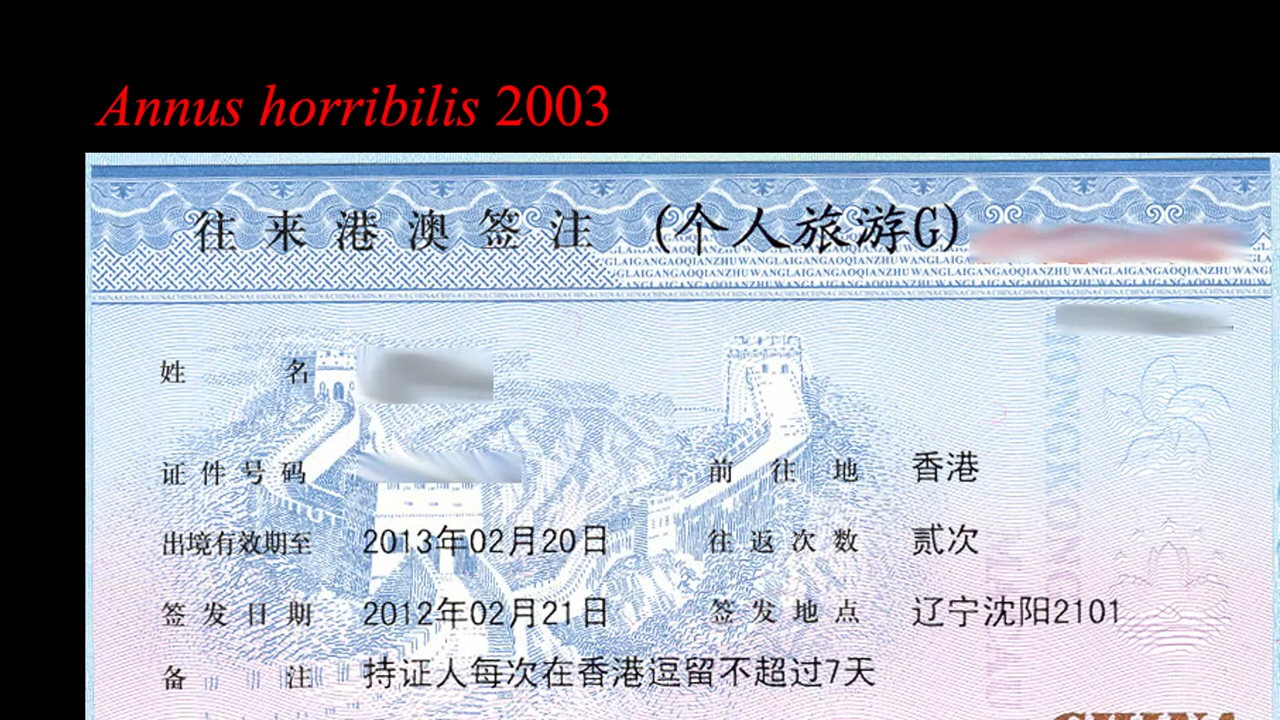 Annus horribilis 2003
往来港澳签注 (个人旅游G)
姓名
证件号码 前往地 香港
出境有效期至 2013年02月20日 往返次数 贰次
签发日期 2012年02月21日 签发地点 辽宁沈阳2101
备注 持证人每次在香港逗留不超过7天